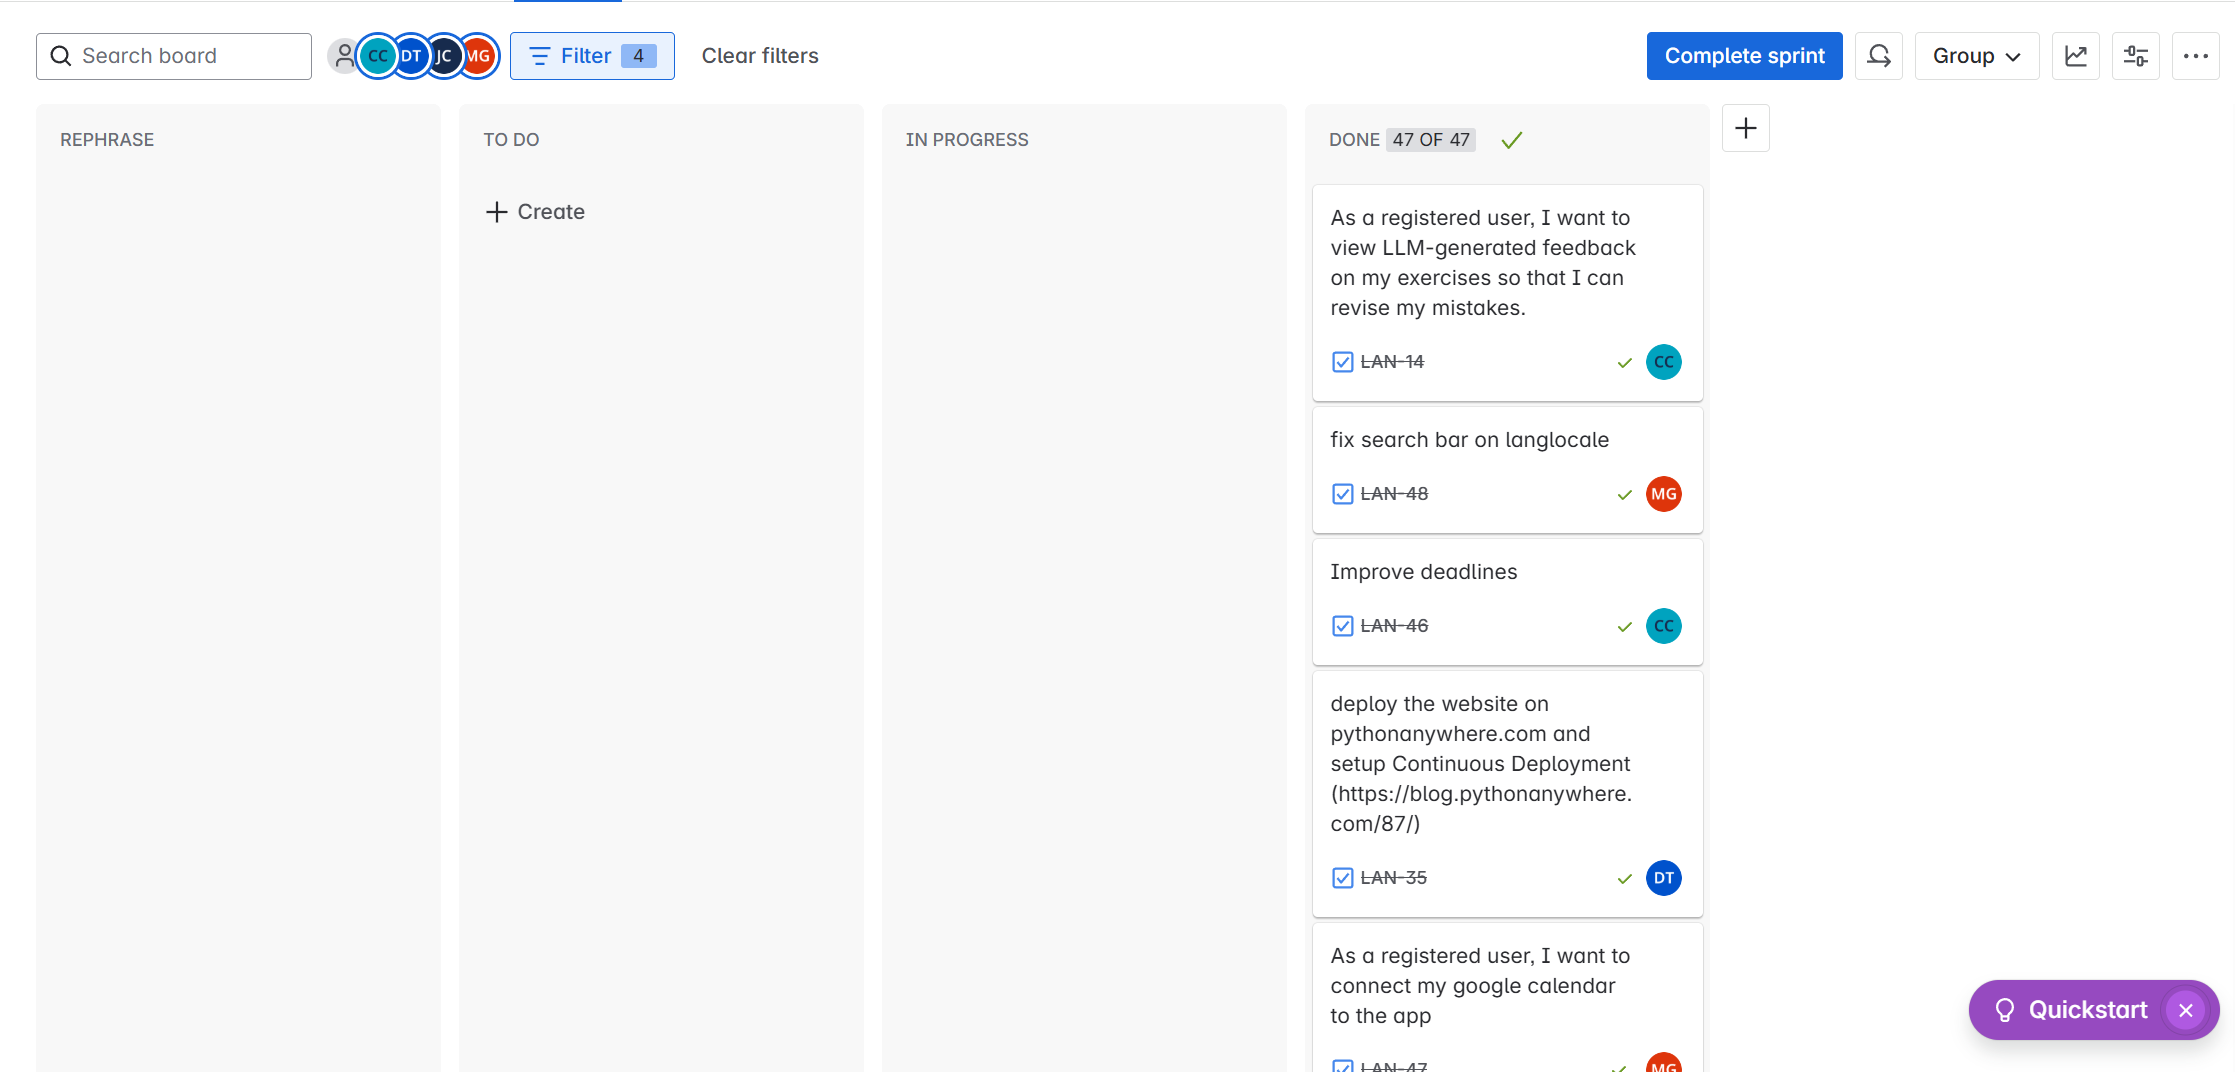 Search board
CC DT JC MG
Filter 4
Clear filters
Complete sprint
Group
REPHRASE
TO DO
Create
IN PROGRESS
DONE 47 OF 47
As a registered user, I want to
view LLM-generated feedback
on my exercises so that I can
revise my mistakes.
LAN-14
CC
fix search bar on langlocale
LAN-48
MG
Improve deadlines
LAN-46
CC
deploy the website on
pythonanywhere.com and
setup Continuous Deployment
(https://blog.pythonanywhere.
com/87/)
LAN-35
DT
As a registered user, I want to
connect my google calendar
to the app
LAN-47
MG
Quickstart